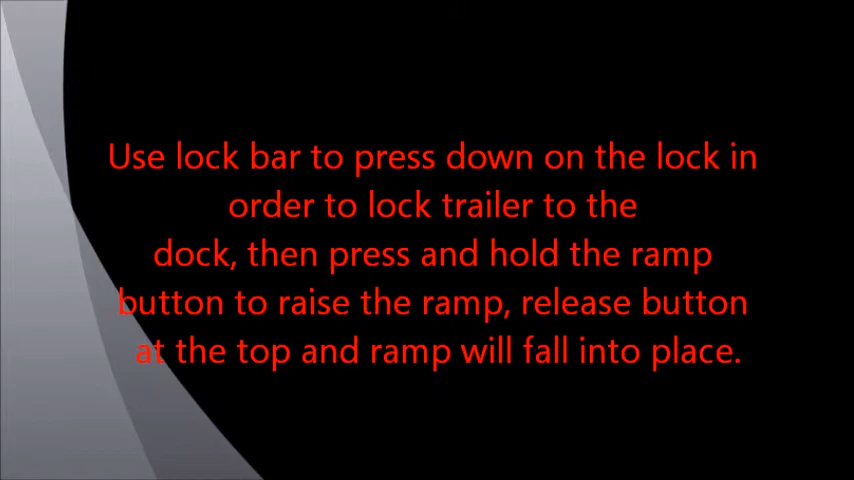 Use lock bar to press down on the lock in
order to lock trailer to the
dock, then press and hold the ramp
button to raise the ramp, release button
at the top and ramp will fall into place.